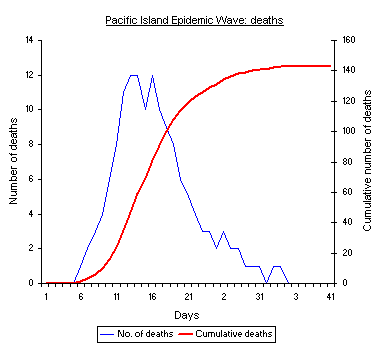 Pacific Island Epidemic Wave: deaths
14
12
10
8
6
4
2
0
Number of deaths
160
140
120
100
80
60
40
20
0
Cumulative number of deaths
1 6 11 16 21 2 31 3 41
Days
No. of deaths Cumulative deaths